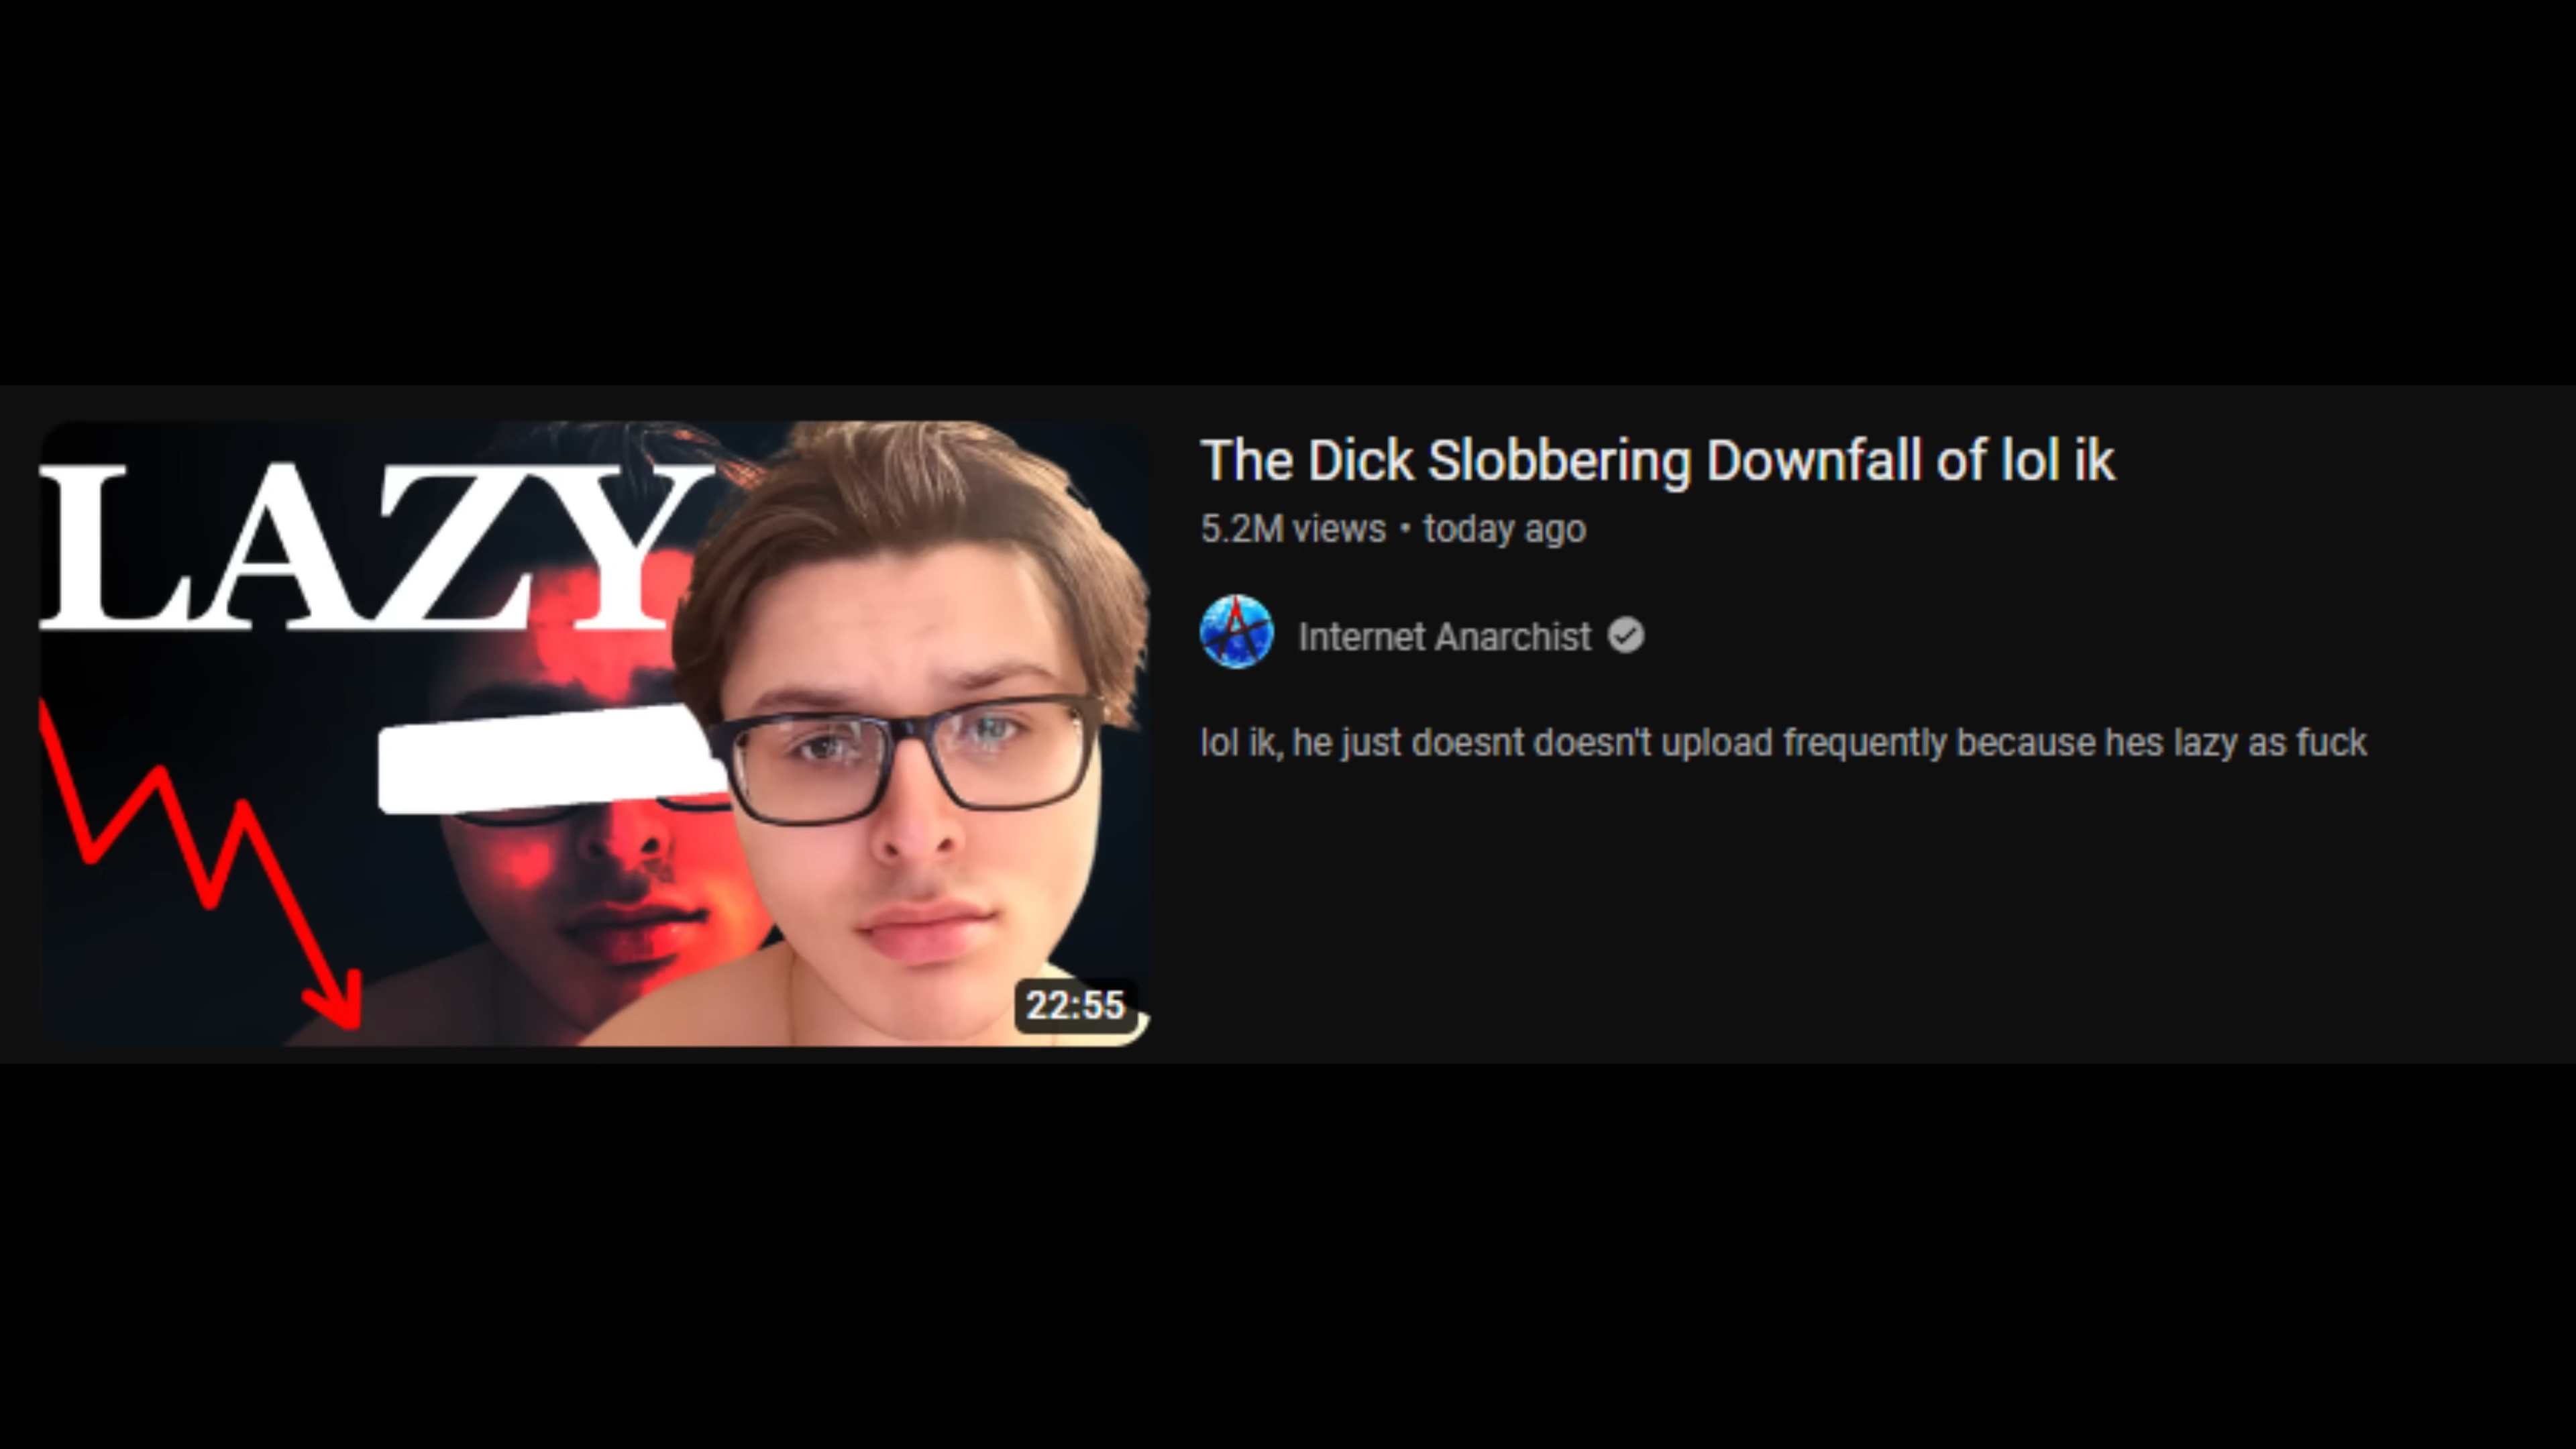 LAZY
22:55
The Dick Slobbering Downfall of lol ik
5.2M views • today ago
Internet Anarchist
lol ik, he just doesnt doesn't upload frequently because hes lazy as fuck